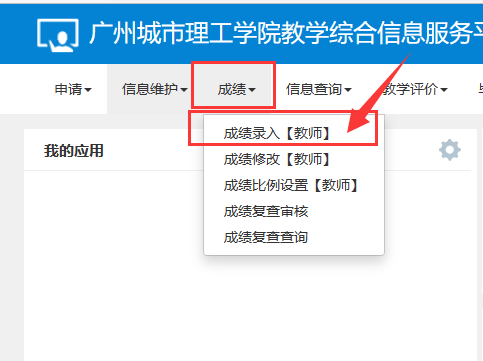 广州城市理工学院教学综合信息服务
申请 信息维护 成绩 信息查询 教学评价
成绩录入【教师】
成绩修改【教师】
成绩比例设置【教师】
成绩复查审核
成绩复查查询
我的应用